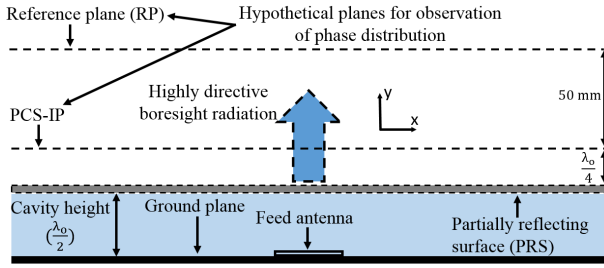 Reference plane (RP)
Hypothetical planes for observation
of phase distribution
Highly directive
boresight radiation
y
x
50 mm
PCS-IP
λo/4
Cavity height
(λo/2)
Ground plane
Feed antenna
Partially reflecting
surface (PRS)